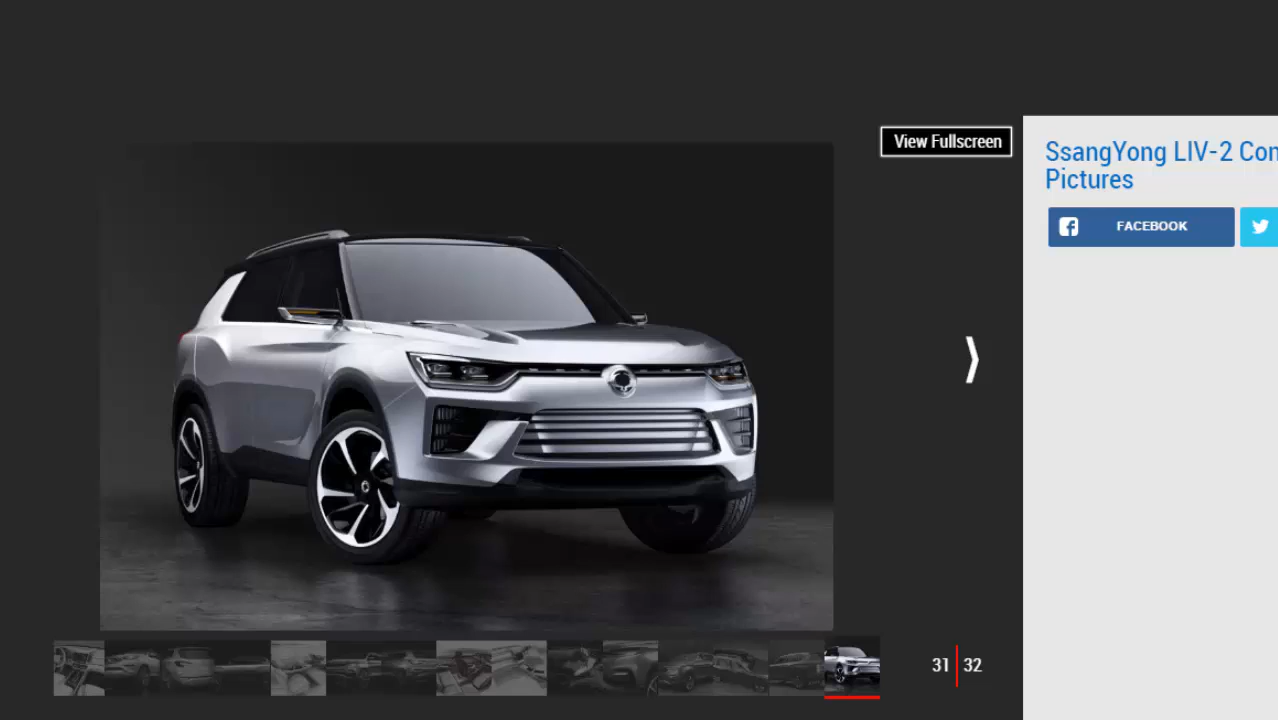 View Fullscreen
SsangYong LIV-2 Con
Pictures
FACEBOOK
31 32